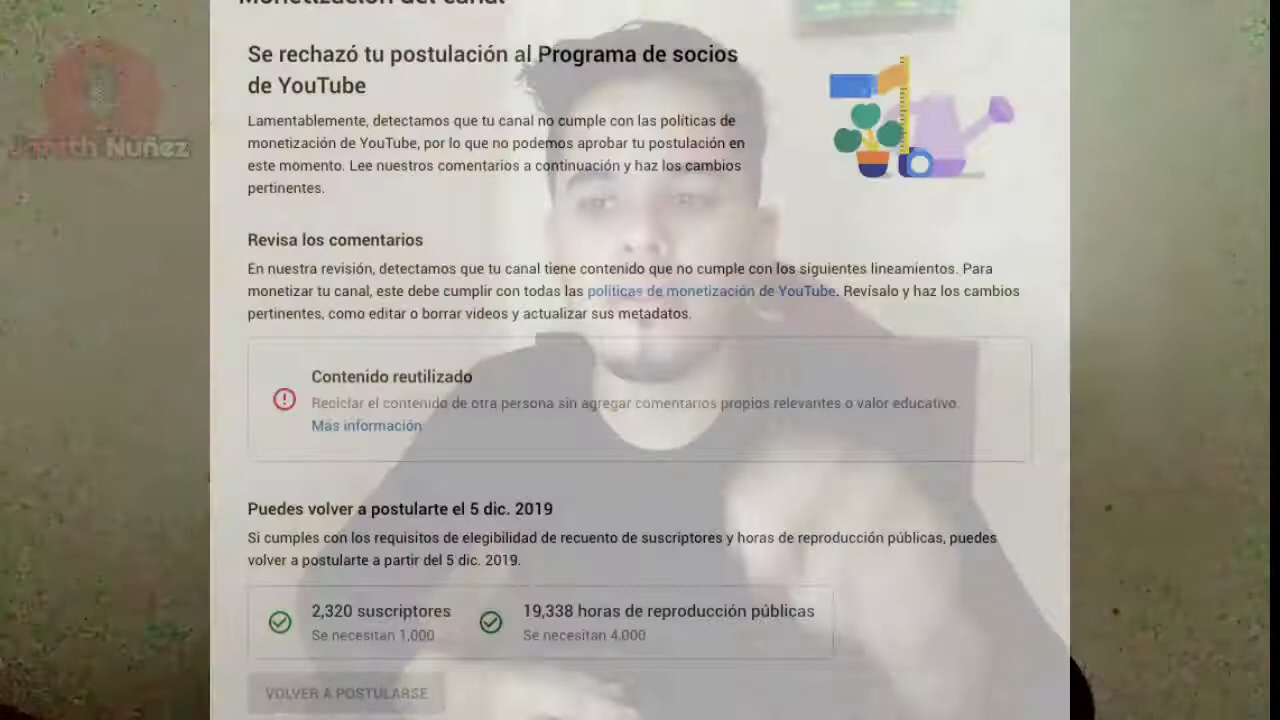 Monetización del canal
Se rechazó tu postulación al Programa de socios
de YouTube
Lamentablemente, detectamos que tu canal no cumple con las políticas de
monetización de YouTube, por lo que no podemos aprobar tu postulación en
este momento. Lee nuestros comentarios a continuación y haz los cambios
pertinentes.
Revisa los comentarios
En nuestra revisión, detectamos que tu canal tiene contenido que no cumple con los siguientes lineamientos. Para
monetizar tu canal, este debe cumplir con todas las políticas de monetización de YouTube. Revísalo y haz los cambios
pertinentes, como editar o borrar videos y actualizar sus metadatos.
Contenido reutilizado
Reciclar el contenido de otra persona sin agregar comentarios propios relevantes o valor educativo.
Más información
Puedes volver a postularte el 5 dic. 2019
Si cumples con los requisitos de elegibilidad de recuento de suscriptores y horas de reproducción públicas, puedes
volver a postularte a partir del 5 dic. 2019.
2,320 suscriptores
Se necesitan 1,000
19,338 horas de reproducción públicas
Se necesitan 4,000
VOLVER A POSTULARSE
Núñez